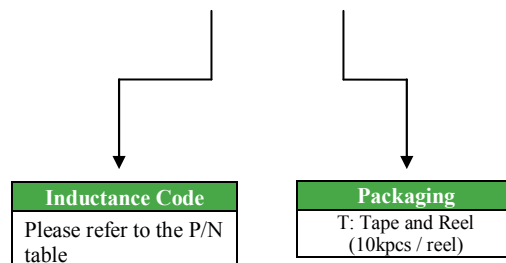 Inductance Code
Please refer to the P/N
table
Packaging
T: Tape and Reel
(10kpcs / reel)